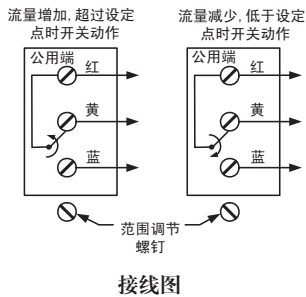 流量增加, 超过设定
点时开关动作
公用端
红
黄
蓝
流量减少, 低于设定
点时开关动作
公用端
红
黄
蓝
范围调节
螺钉
接线图